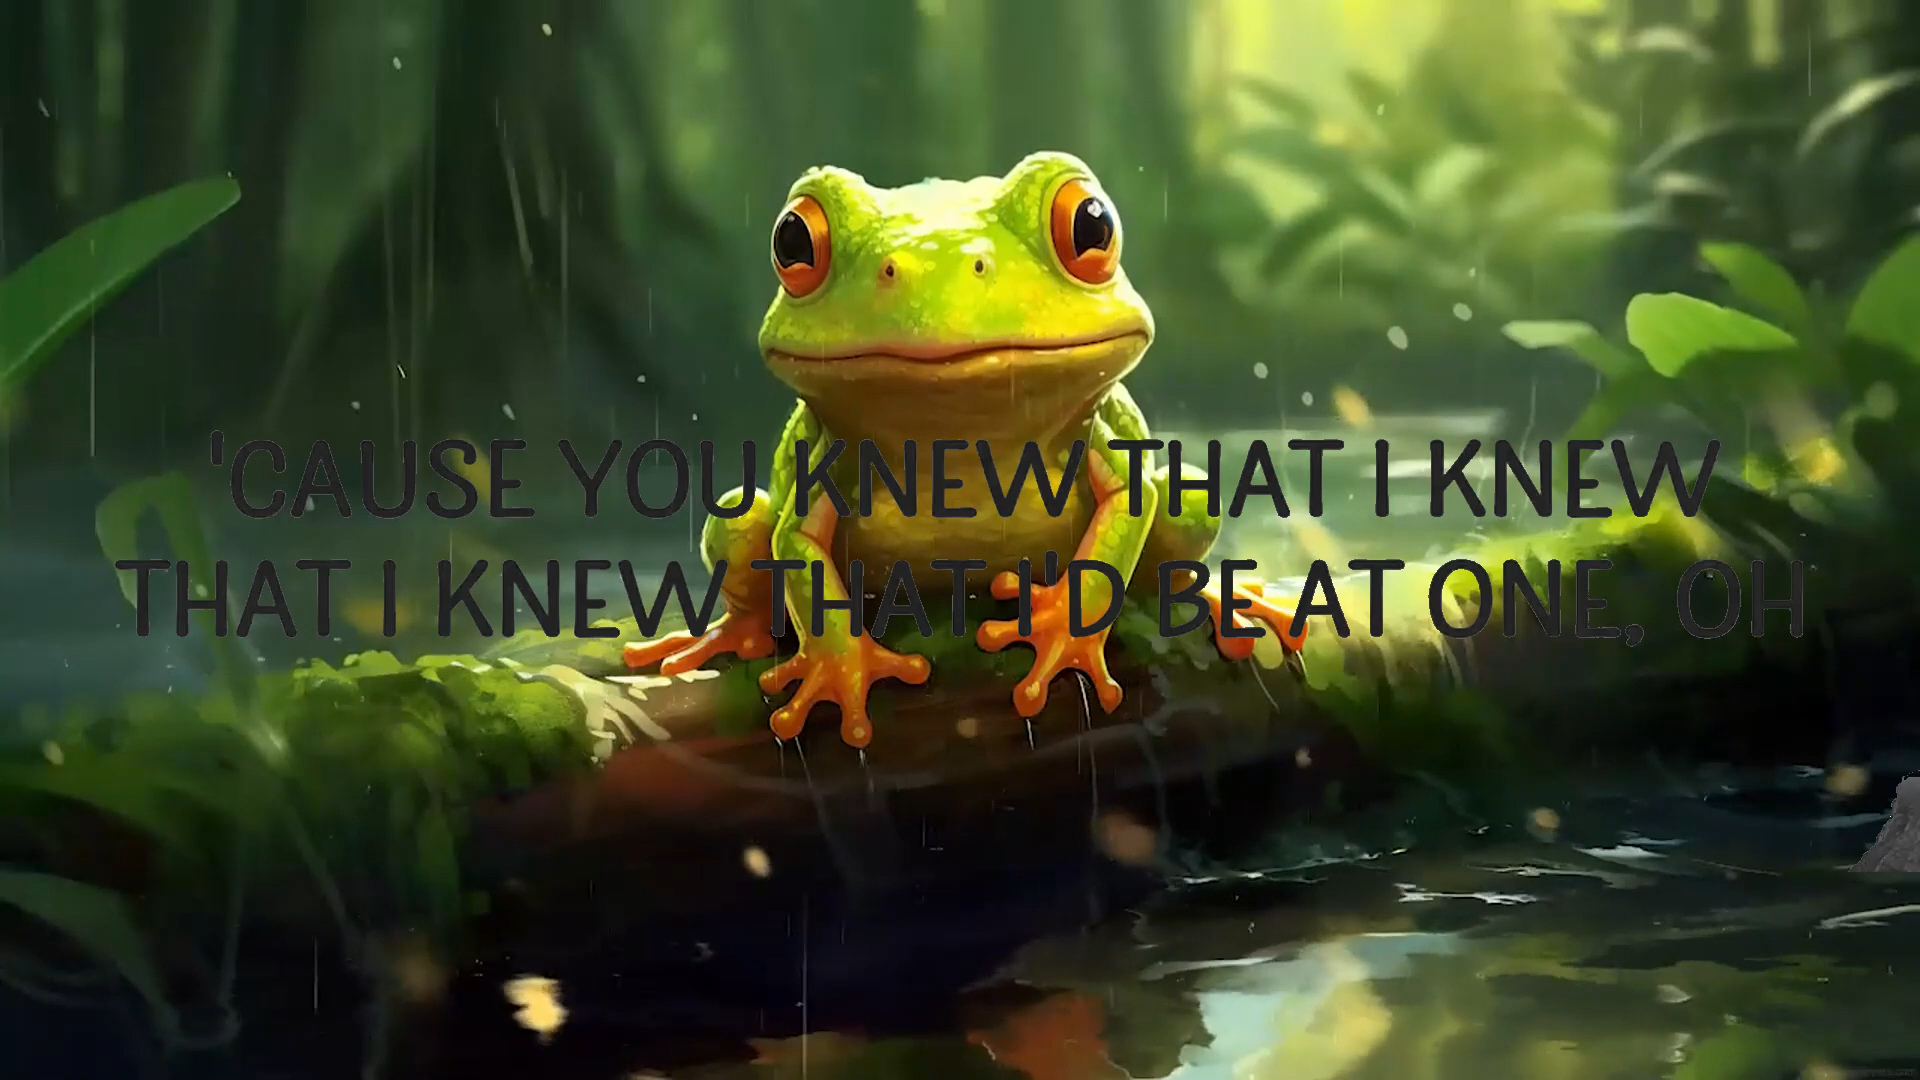 'CAUSE YOU KNEW THAT I KNEW
THAT I KNEW THAT I'D BE AT ONE, OH